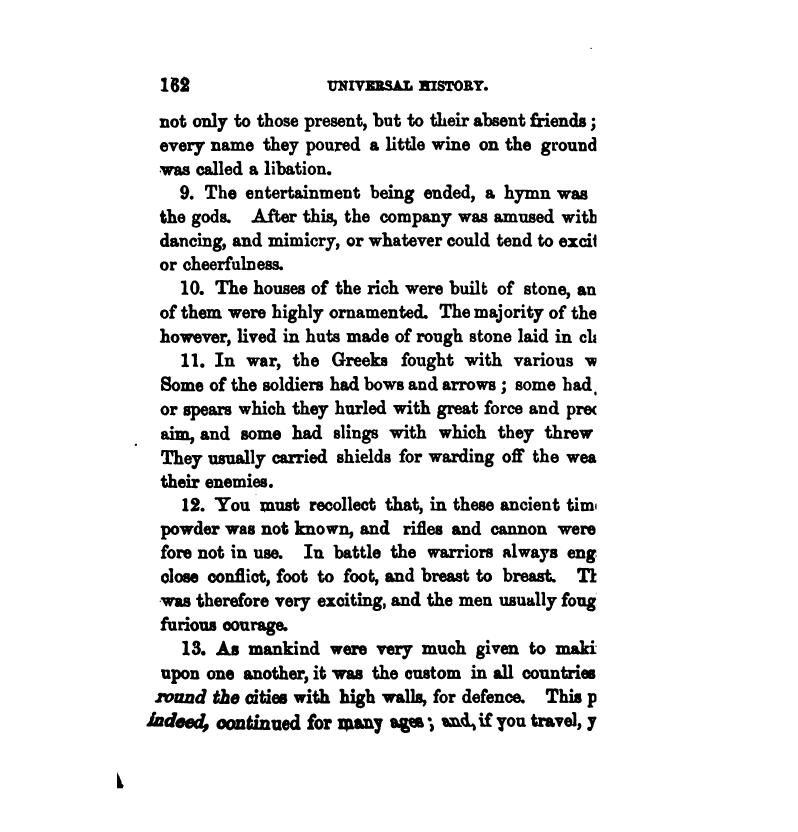 162 UNIVERSAL HISTORY.
not only to those present, but to their absent friends;
every name they poured a little wine on the ground
was called a libation.
9. The entertainment being ended, a hymn was
the gods. After this, the company was amused with
dancing, and mimicry, or whatever could tend to excit
or cheerfulness.
10. The houses of the rich were built of stone, an
of them were highly ornamented. The majority of the
however, lived in huts made of rough stone laid in cl
11. In war, the Greeks fought with various w
Some of the soldiers had bows and arrows; some had
or spears which they hurled with great force and prec
aim, and some had slings with which they threw
They usually carried shields for warding off the wea
their enemies.
12. You must recollect that, in these ancient tim
powder was not known, and rifles and cannon were
fore not in use. In battle the warriors always eng
close conflict, foot to foot, and breast to breast. Th
was therefore very exciting, and the men usually foug
furious courage.
13. As mankind were very much given to maki
upon one another, it was the custom in all countries
round the cities with high walls, for defence. This p
indeed, continued for many ages; and, if you travel, y